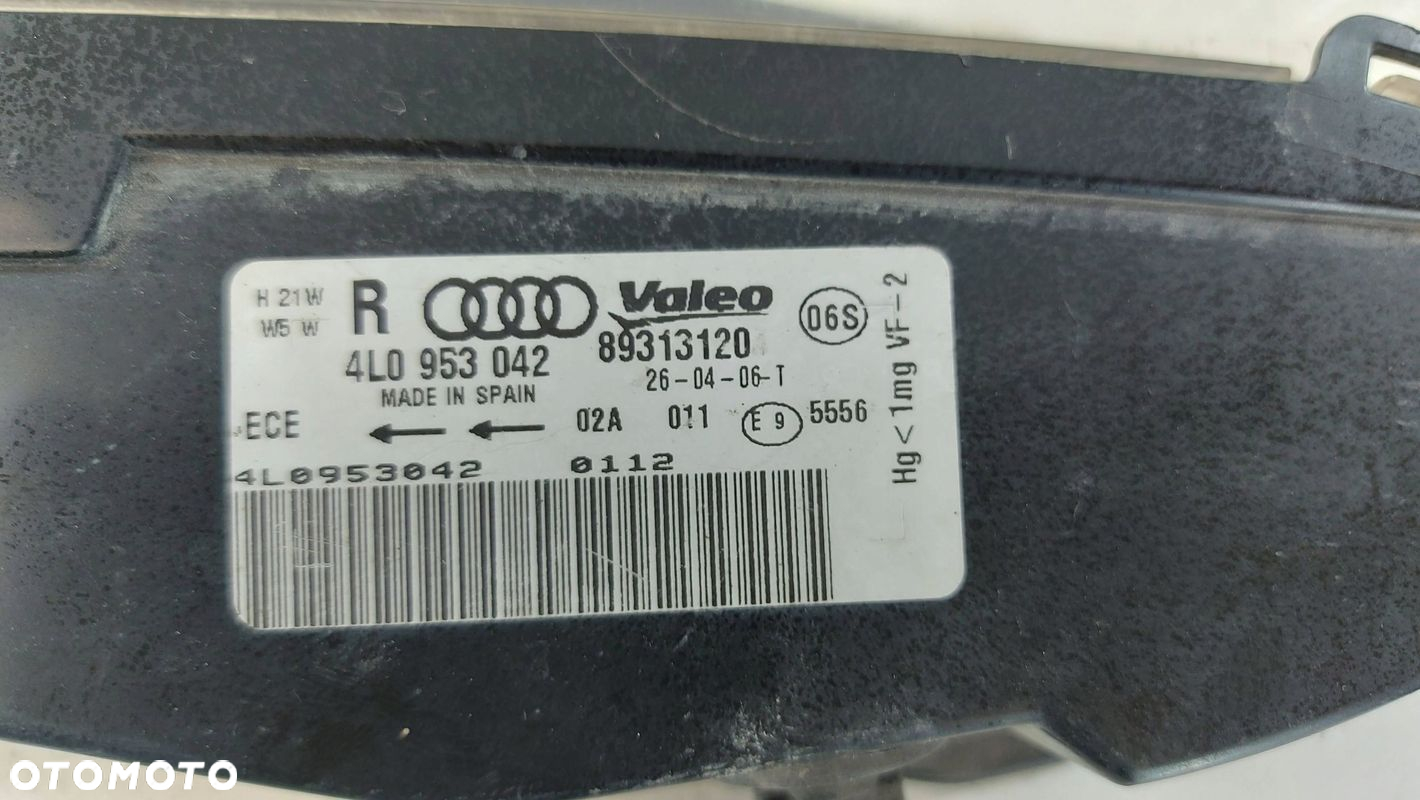 H 21W R Valeo 06S
W5 W
4L0 953 042 89313120
MADE IN SPAIN 26-04-06-T
ECE ← ← 02A 011 E 9 5556
4L0953042 0112
Hg<1mg VF-2
OTOMOTO